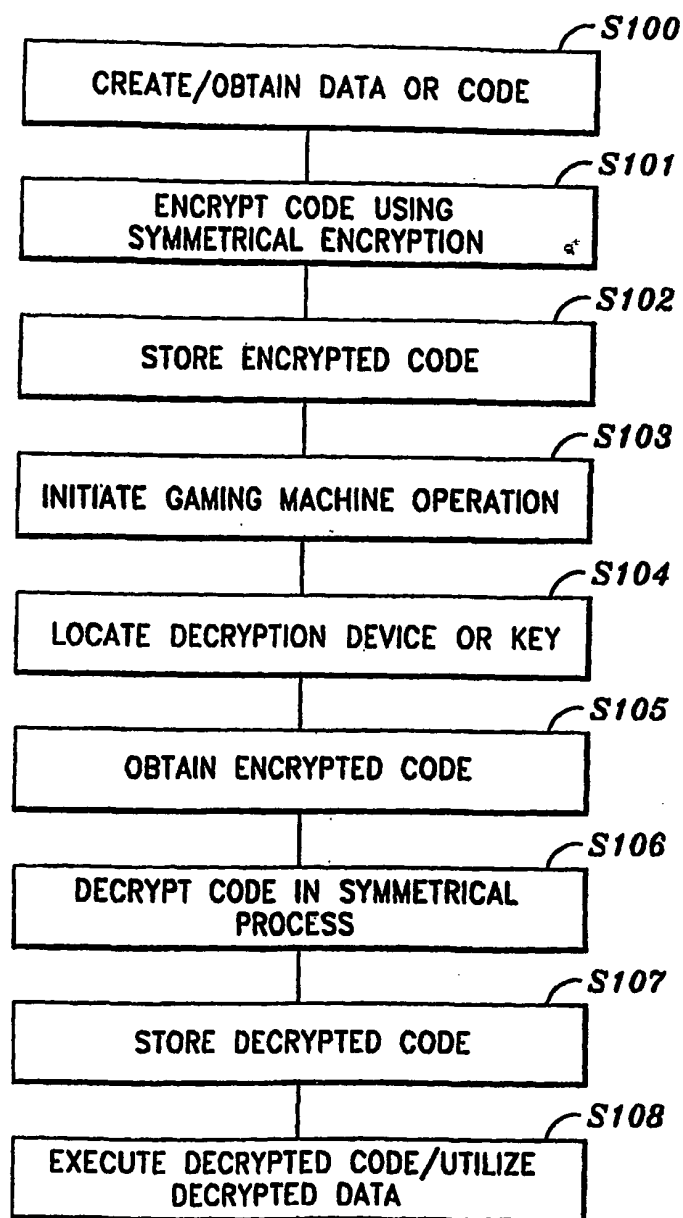 S100
CREATE/OBTAIN DATA OR CODE
S101
ENCRYPT CODE USING
SYMMETRICAL ENCRYPTION
S102
STORE ENCRYPTED CODE
S103
INITIATE GAMING MACHINE OPERATION
S104
LOCATE DECRYPTION DEVICE OR KEY
S105
OBTAIN ENCRYPTED CODE
S106
DECRYPT CODE IN SYMMETRICAL
PROCESS
S107
STORE DECRYPTED CODE
S108
EXECUTE DECRYPTED CODE/UTILIZE
DECRYPTED DATA